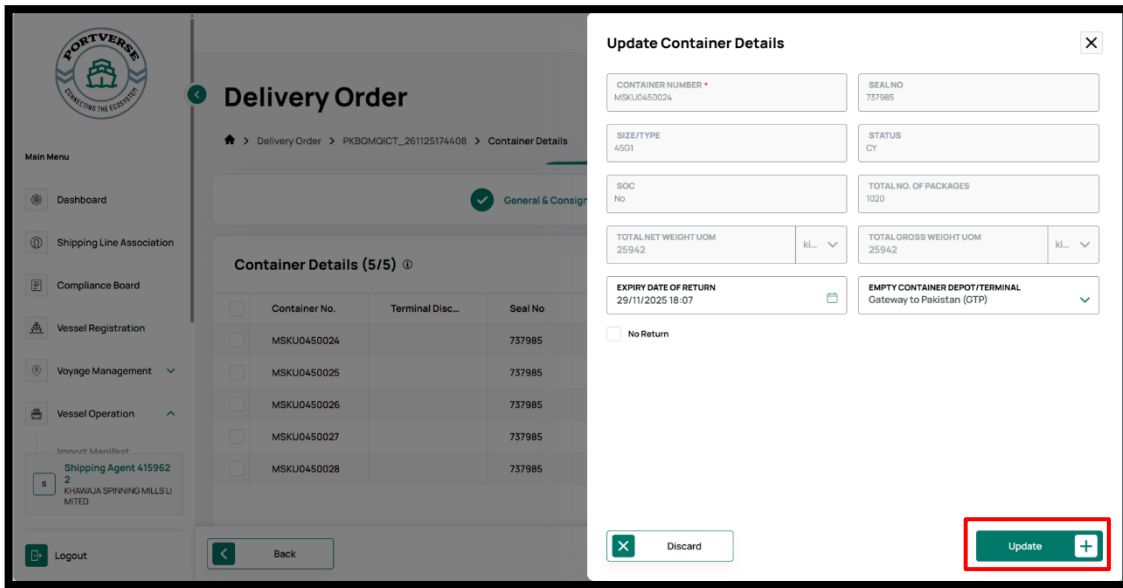 PORTVERSE
CONNECTING THE ECOSYSTEM
Main Menu
Dashboard
Shipping Line Association
Compliance Board
Vessel Registration
Voyage Management
Vessel Operation
Import Manifest
S
Shipping Agent 415962
2
KHAWAJA SPINNING MILLS LI
MITED
Logout
Delivery Order
> Delivery Order > PKBQMQICT_261125174408 > Container Details
General & Consign
Container Details (5/5)
Container No. Terminal Disc... Seal No
MSKU0450024 737985
MSKU0450025 737985
MSKU0450026 737985
MSKU0450027 737985
MSKU0450028 737985
Back
Update Container Details
CONTAINER NUMBER *
MSKU0450024
SEAL NO
737985
SIZE/TYPE
45G1
STATUS
CY
SOC
No
TOTAL NO. OF PACKAGES
1020
TOTAL NET WEIGHT UOM
25942 ki...
TOTAL GROSS WEIGHT UOM
25942 ki...
EXPIRY DATE OF RETURN
29/11/2025 18:07
EMPTY CONTAINER DEPOT/TERMINAL
Gateway to Pakistan (GTP)
No Return
Discard
Update